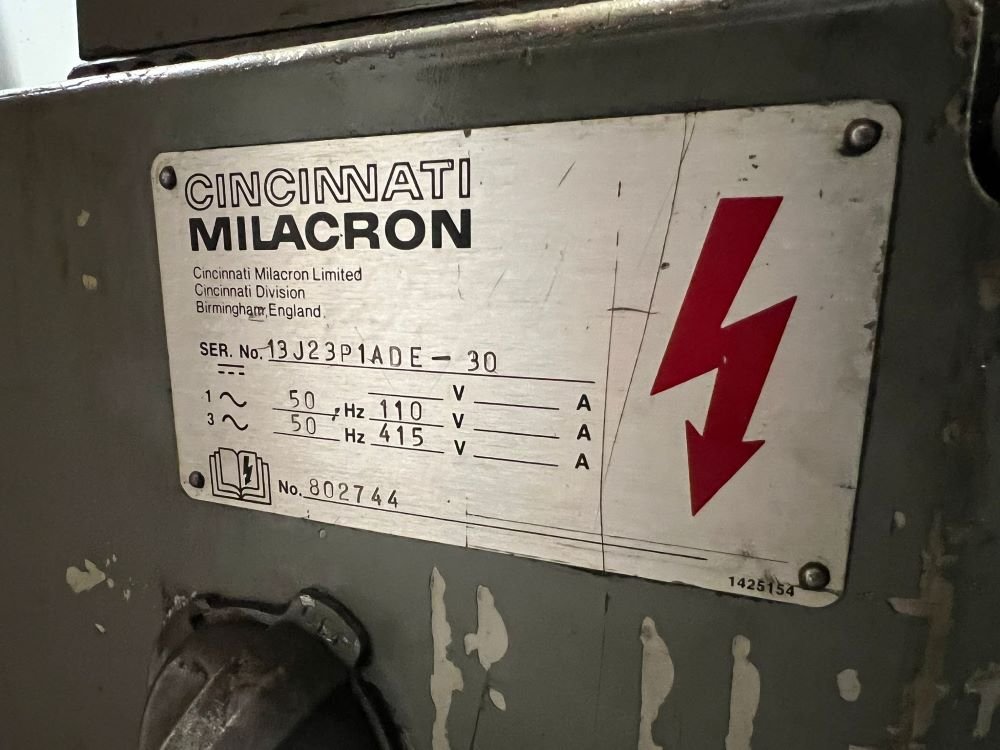 CINCINNATI
MILACRON
Cincinnati Milacron Limited
Cincinnati Division
Birmingham, England.
SER. No. 13J23P1ADE - 30
V A
1 ~ 50 Hz 110 V A
3 ~ 50 Hz 415 V A
No. 802744
1425154